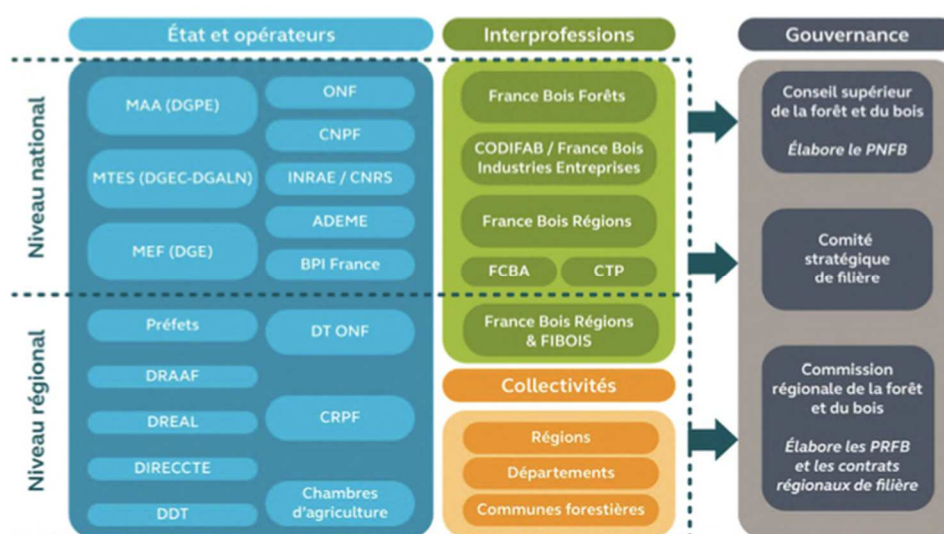 État et opérateurs
Interprofessions
Gouvernance
Niveau national
MAA (DGPE)
MTES (DGEC-DGALN)
MEF (DGE)
ONF
CNPF
INRAE / CNRS
ADEME
BPI France
France Bois Forêts
CODIFAB / France Bois
Industries Entreprises
France Bois Régions
FCBA
CTP
Conseil supérieur
de la forêt et du bois
Élabore le PNFB
Comité
stratégique
de filière
Niveau régional
Préfets
DRAAF
DREAL
DIRECCTE
DDT
DT ONF
CRPF
Chambres
d'agriculture
France Bois Régions
& FIBOIS
Collectivités
Régions
Départements
Communes forestières
Commission
régionale de la forêt
et du bois
Élabore les PRFB
et les contrats
régionaux de filière